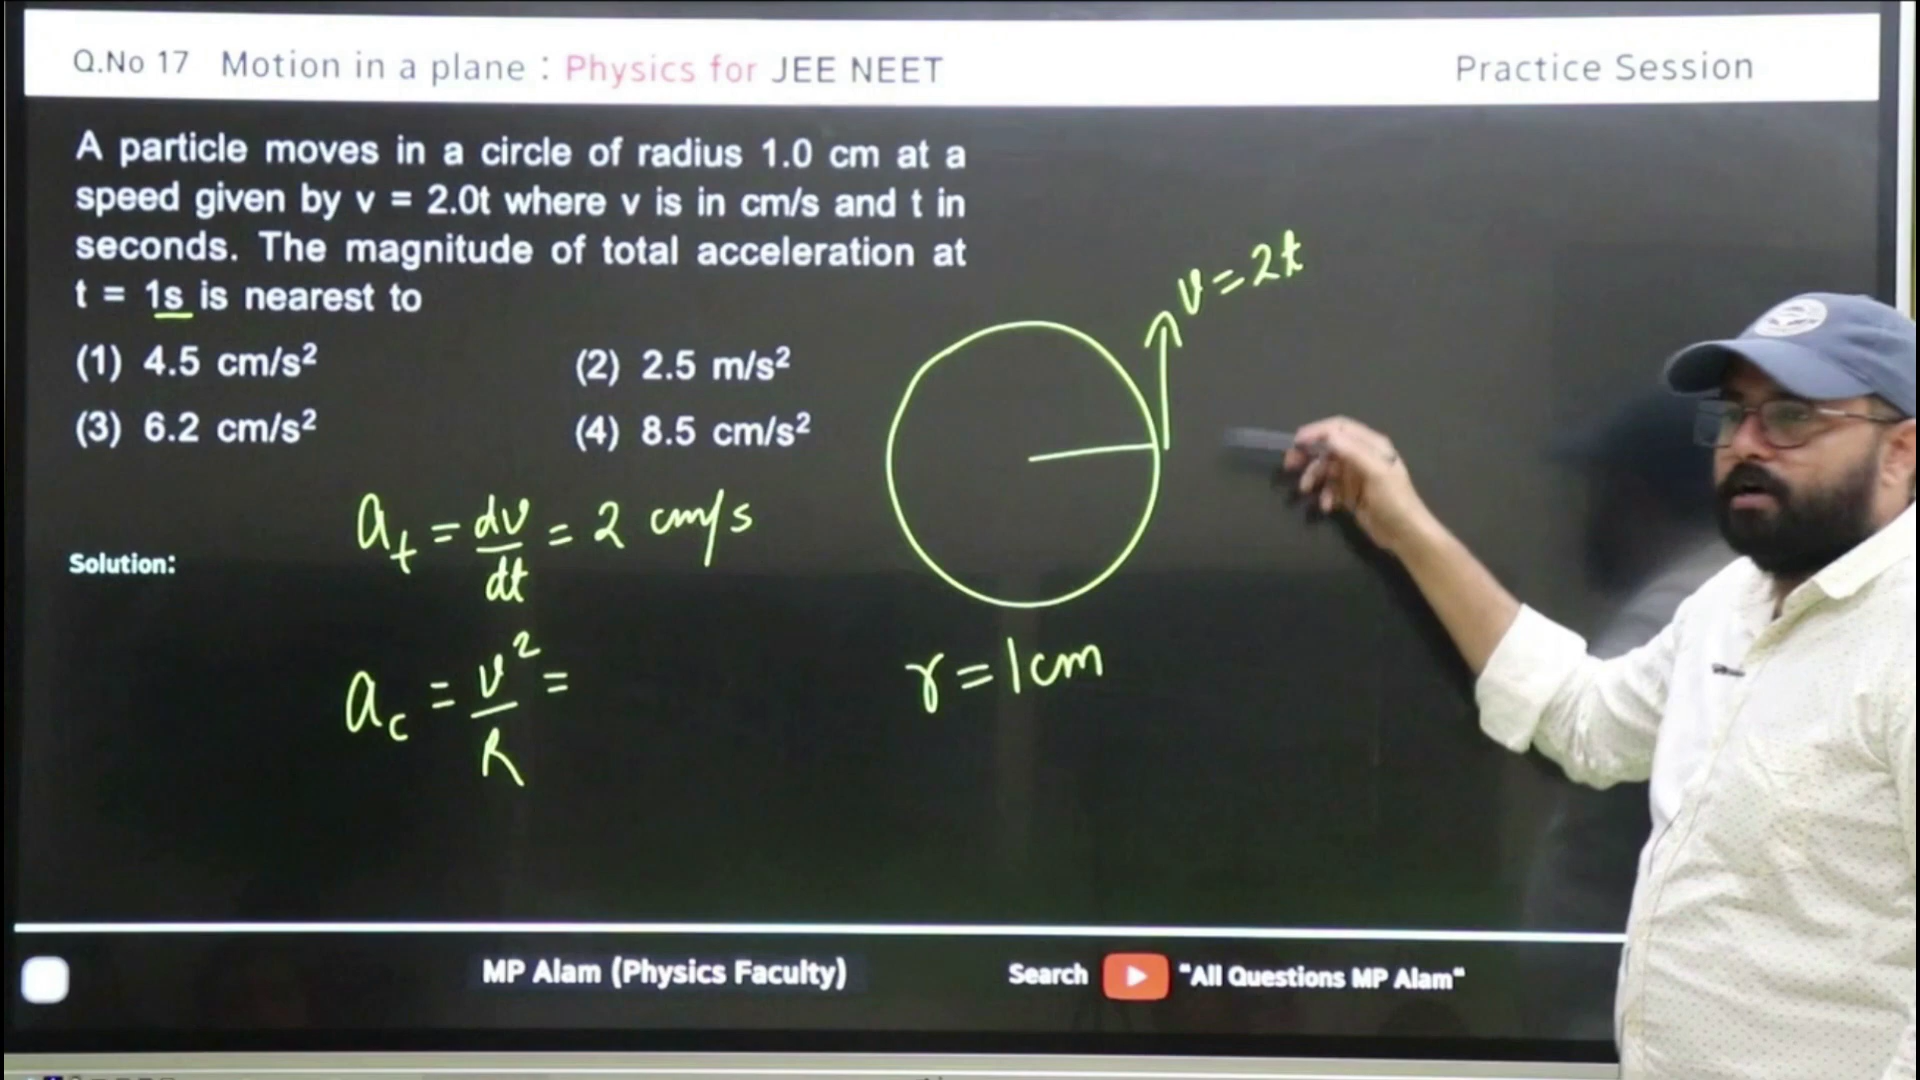 Q.No 17 Motion in a plane : Physics for JEE NEET
Practice Session
A particle moves in a circle of radius 1.0 cm at a
speed given by v = 2.0t where v is in cm/s and t in
seconds. The magnitude of total acceleration at
t = 1s is nearest to
(1) 4.5 cm/s²
(2) 2.5 m/s²
(3) 6.2 cm/s²
(4) 8.5 cm/s²
v = 2t
a_t = dv/dt = 2 cm/s
Solution:
a_c = v²/R =
r = 1cm
MP Alam (Physics Faculty)
Search "All Questions MP Alam"